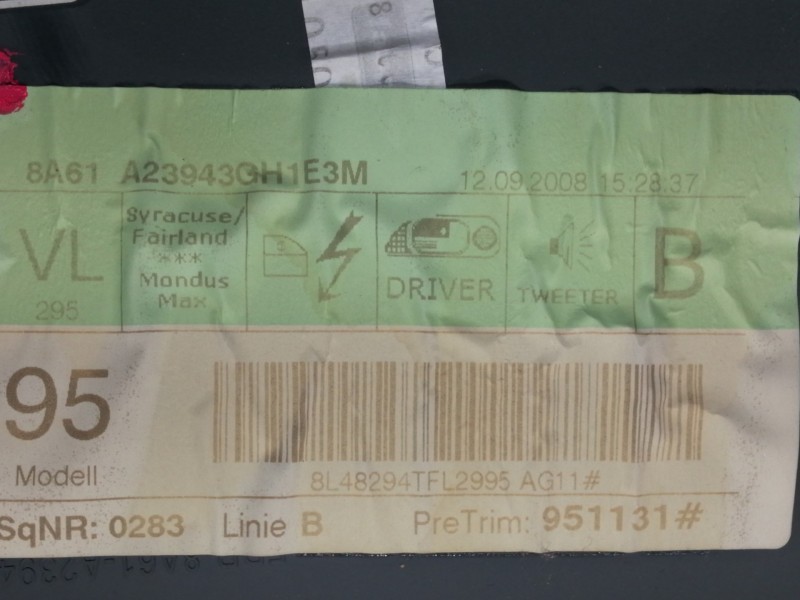 8A61 A23943GH1E3M 12.09.2008 15.28.37
VL
295
Syracuse/
Fairland
***
Mondus
Max
DRIVER
TWEETER
B
95
Modell
8L48294TFL2995 AG11#
SqNR: 0283 Linie B PreTrim: 951131#